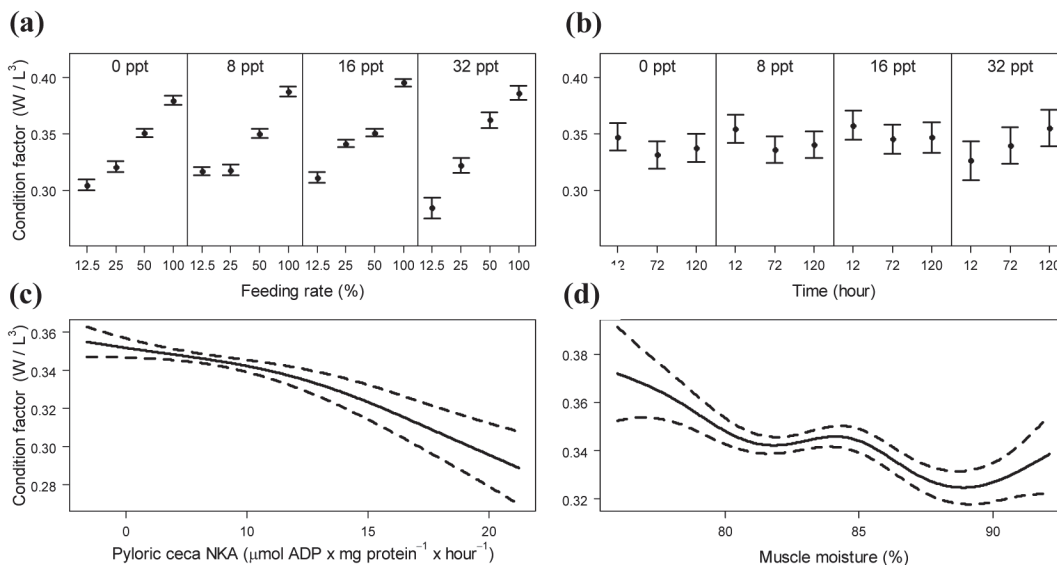 (a)
0 ppt 8 ppt 16 ppt 32 ppt
Condition factor (W / L³)
0.40
0.35
0.30
12.5 25 50 100 12.5 25 50 100 12.5 25 50 100 12.5 25 50 100
Feeding rate (%)
(b)
0 ppt 8 ppt 16 ppt 32 ppt
0.40
0.35
0.30
12 72 120 12 72 120 12 72 120 12 72 120
Time (hour)
(c)
Condition factor (W / L³)
0.36
0.34
0.32
0.30
0.28
0 10 15 20
Pyloric ceca NKA (μmol ADP x mg protein⁻¹ x hour⁻¹)
(d)
0.38
0.36
0.34
0.32
80 85 90
Muscle moisture (%)